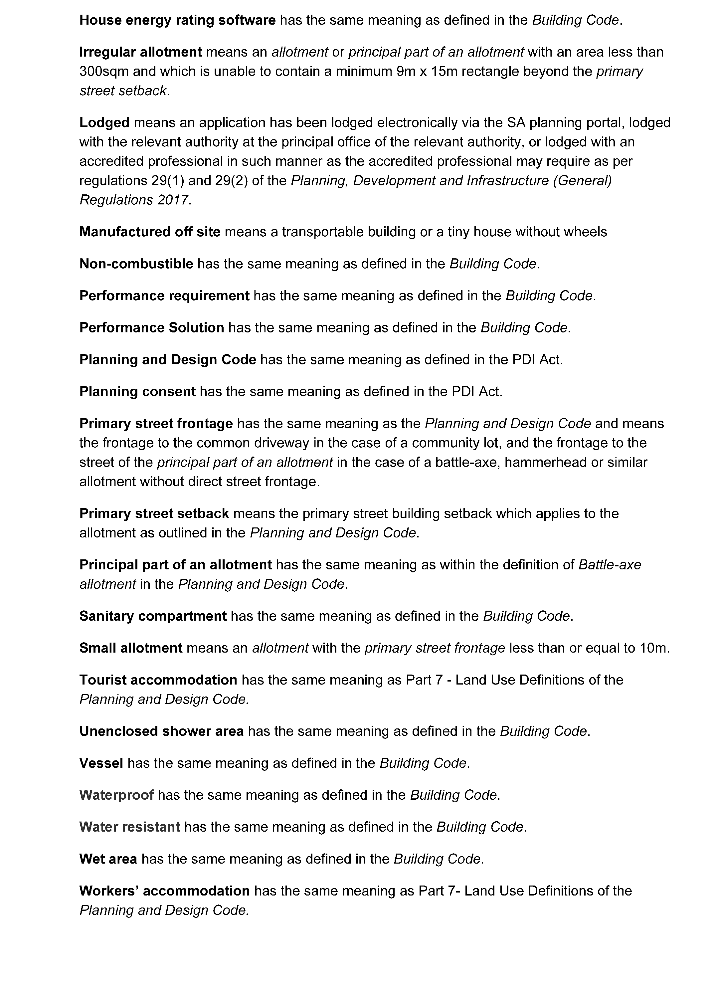 House energy rating software has the same meaning as defined in the Building Code.
Irregular allotment means an allotment or principal part of an allotment with an area less than
300sqm and which is unable to contain a minimum 9m x 15m rectangle beyond the primary
street setback.
Lodged means an application has been lodged electronically via the SA planning portal, lodged
with the relevant authority at the principal office of the relevant authority, or lodged with an
accredited professional in such manner as the accredited professional may require as per
regulations 29(1) and 29(2) of the Planning, Development and Infrastructure (General)
Regulations 2017.
Manufactured off site means a transportable building or a tiny house without wheels
Non-combustible has the same meaning as defined in the Building Code.
Performance requirement has the same meaning as defined in the Building Code.
Performance Solution has the same meaning as defined in the Building Code.
Planning and Design Code has the same meaning as defined in the PDI Act.
Planning consent has the same meaning as defined in the PDI Act.
Primary street frontage has the same meaning as the Planning and Design Code and means
the frontage to the common driveway in the case of a community lot, and the frontage to the
street of the principal part of an allotment in the case of a battle-axe, hammerhead or similar
allotment without direct street frontage.
Primary street setback means the primary street building setback which applies to the
allotment as outlined in the Planning and Design Code.
Principal part of an allotment has the same meaning as within the definition of Battle-axe
allotment in the Planning and Design Code.
Sanitary compartment has the same meaning as defined in the Building Code.
Small allotment means an allotment with the primary street frontage less than or equal to 10m.
Tourist accommodation has the same meaning as Part 7 - Land Use Definitions of the
Planning and Design Code.
Unenclosed shower area has the same meaning as defined in the Building Code.
Vessel has the same meaning as defined in the Building Code.
Waterproof has the same meaning as defined in the Building Code.
Water resistant has the same meaning as defined in the Building Code.
Wet area has the same meaning as defined in the Building Code.
Workers’ accommodation has the same meaning as Part 7- Land Use Definitions of the
Planning and Design Code.